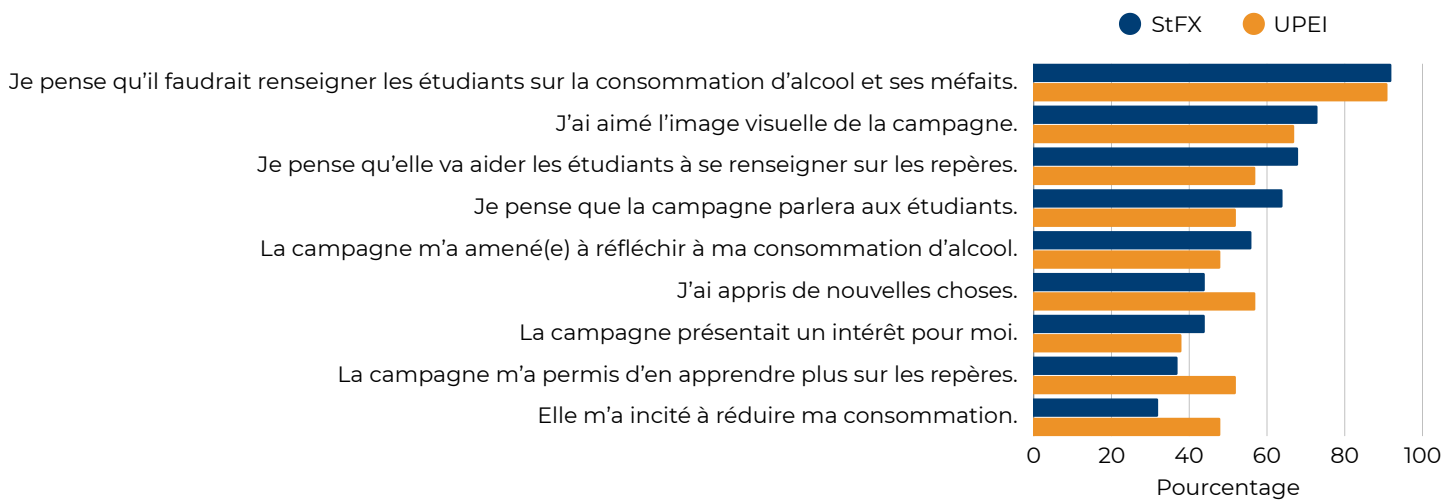 StFX UPEI
Je pense qu’il faudrait renseigner les étudiants sur la consommation d’alcool et ses méfaits.
J’ai aimé l’image visuelle de la campagne.
Je pense qu’elle va aider les étudiants à se renseigner sur les repères.
Je pense que la campagne parlera aux étudiants.
La campagne m’a amené(e) à réfléchir à ma consommation d’alcool.
J’ai appris de nouvelles choses.
La campagne présentait un intérêt pour moi.
La campagne m’a permis d’en apprendre plus sur les repères.
Elle m’a incité à réduire ma consommation.
0 20 40 60 80 100
Pourcentage